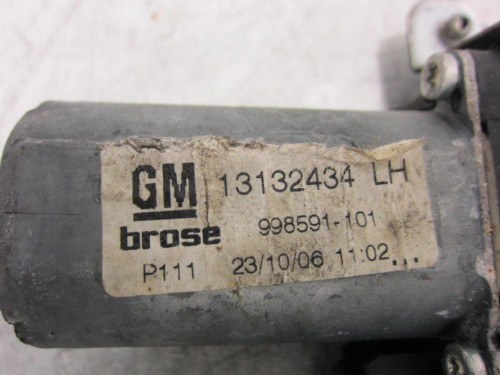 GM 13132434 LH
brose 998591-101
P111 23/10/06 11:02...